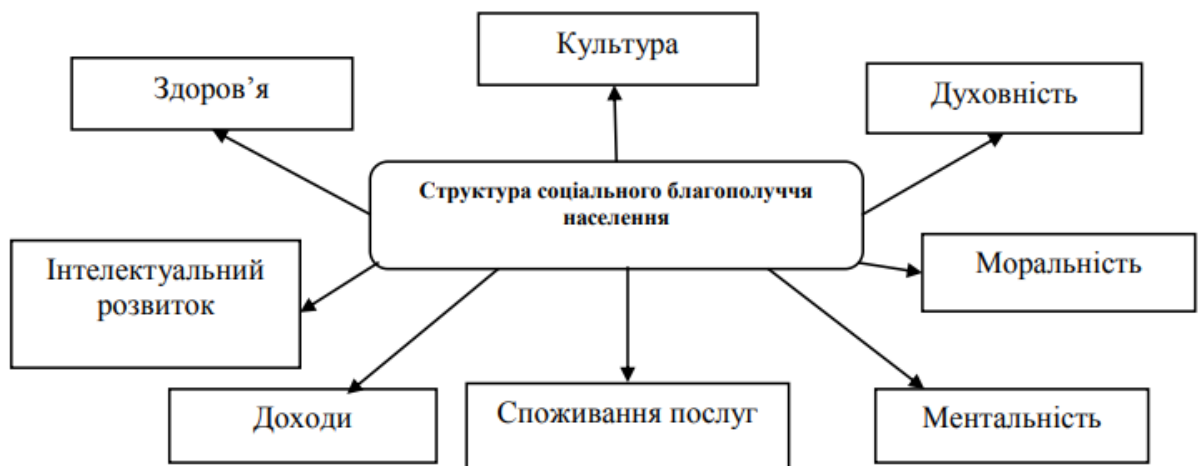 Культура
Здоров’я
Духовність
Структура соціального благополуччя
населення
Інтелектуальний
розвиток
Моральність
Доходи
Споживання послуг
Ментальність